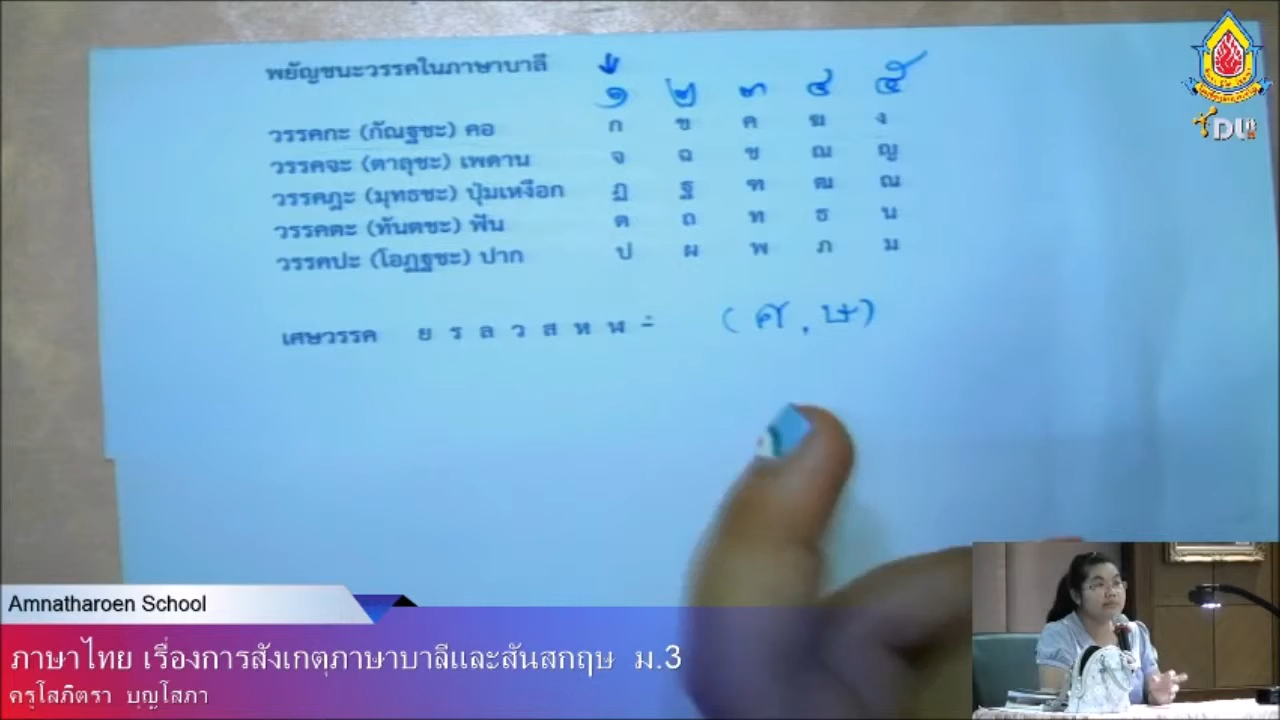 พยัญชนะวรรคในภาษาบาลี
๑ ๒ ๓ ๔ ๕
วรรคกะ (กัณฐชะ) คอ ก ข ค ฆ ง
วรรคจะ (ตาลุชะ) เพดาน จ ฉ ช ฌ ญ
วรรคฎะ (มุทธชะ) ปุ่มเหงือก ฏ ฐ ฑ ฒ ณ
วรรคตะ (ทันตชะ) ฟัน ต ถ ท ธ น
วรรคปะ (โอฏฐชะ) ปาก ป ผ พ ภ ม
เศษวรรค ย ร ล ว ส ห ฬ ํ (ศ , ษ)
Amnatharoen School
ภาษาไทย เรื่องการสังเกตุภาษาบาลีและสันสกฤษ ม.3
ครูโสภิตรา บุญโสภา